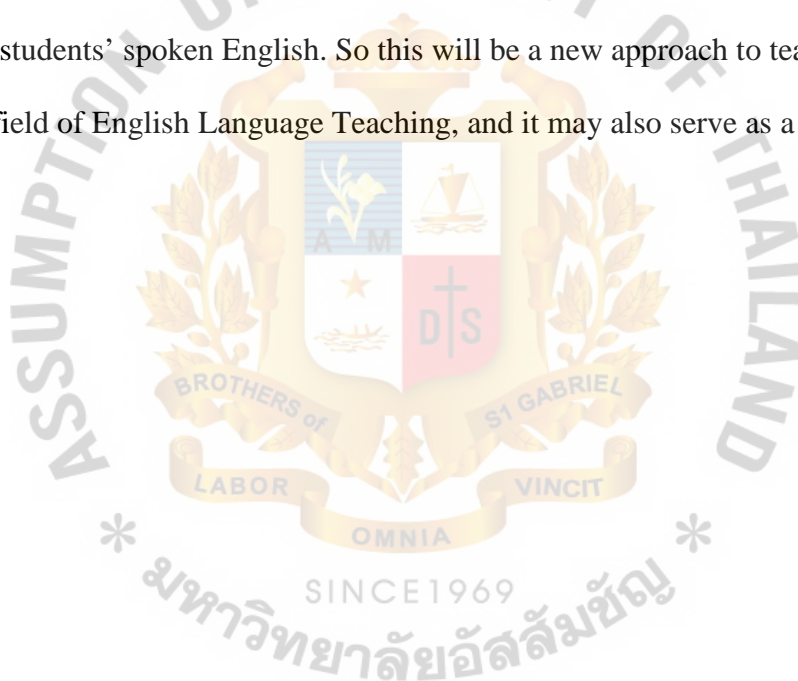 students’ spoken English. So this will be a new approach to tea
field of English Language Teaching, and it may also serve as a
ASSUMPTION
OF
THAILAND
A M
D S
BROTHERS of
S1 GABRIEL
LABOR
VINCIT
OMNIA
SINCE1969
* มหาวิทยาลัยอัสสัมชัญ *